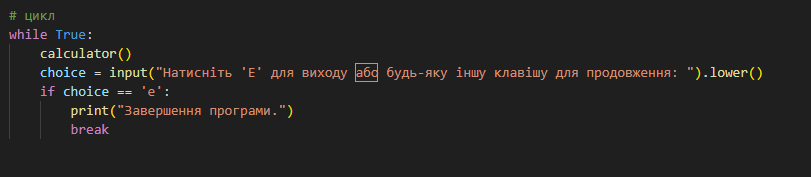 # цикл
while True:
    calculator()
    choice = input("Натисніть 'E' для виходу або будь-яку іншу клавішу для продовження: ").lower()
    if choice == 'e':
        print("Завершення програми.")
        break